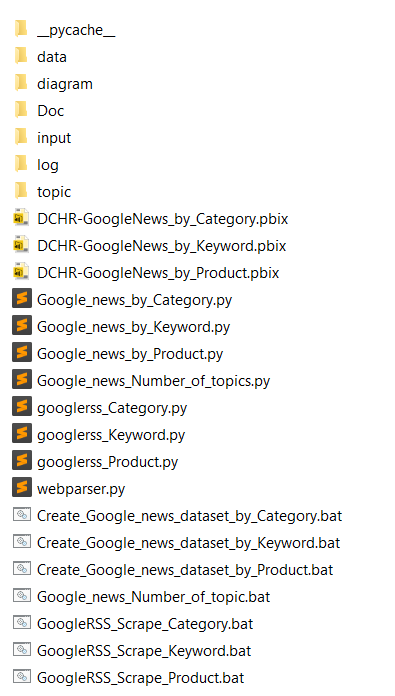 __pycache__
data
diagram
Doc
input
log
topic
DCHR-GoogleNews_by_Category.pbix
DCHR-GoogleNews_by_Keyword.pbix
DCHR-GoogleNews_by_Product.pbix
Google_news_by_Category.py
Google_news_by_Keyword.py
Google_news_by_Product.py
Google_news_Number_of_topics.py
googlerss_Category.py
googlerss_Keyword.py
googlerss_Product.py
webparser.py
Create_Google_news_dataset_by_Category.bat
Create_Google_news_dataset_by_Keyword.bat
Create_Google_news_dataset_by_Product.bat
Google_news_Number_of_topic.bat
GoogleRSS_Scrape_Category.bat
GoogleRSS_Scrape_Keyword.bat
GoogleRSS_Scrape_Product.bat